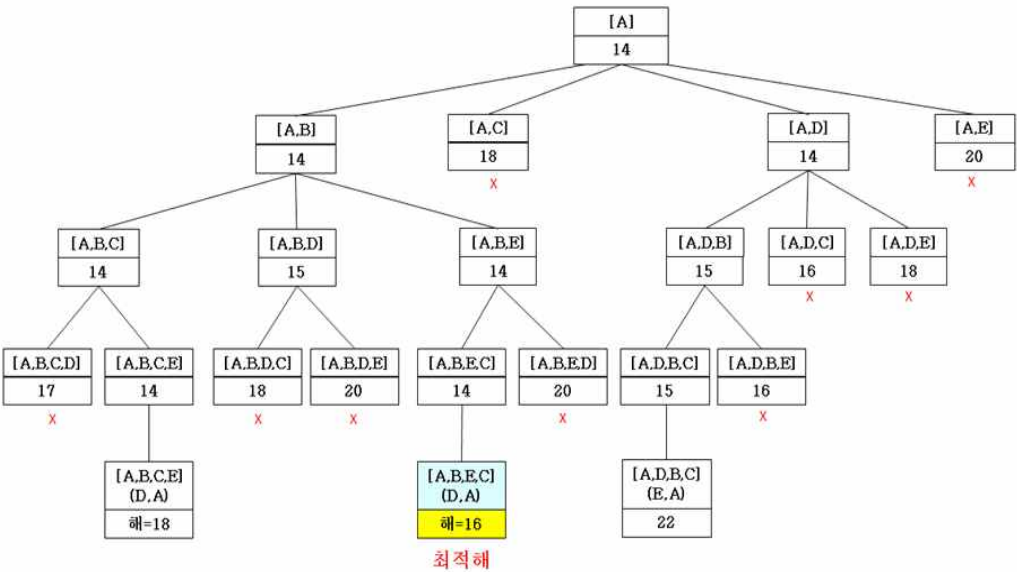 [A]
14
[A,B]
14
[A,C]
18
X
[A,D]
14
[A,E]
20
X
[A,B,C]
14
[A,B,D]
15
[A,B,E]
14
[A,D,B]
15
[A,D,C]
16
X
[A,D,E]
18
X
[A,B,C,D]
17
X
[A,B,C,E]
14
[A,B,D,C]
18
X
[A,B,D,E]
20
X
[A,B,E,C]
14
[A,B,E,D]
20
X
[A,D,B,C]
15
[A,D,B,E]
16
X
[A,B,C,E]
(D,A)
해=18
[A,B,E,C]
(D,A)
해=16
최적해
[A,D,B,C]
(E,A)
22